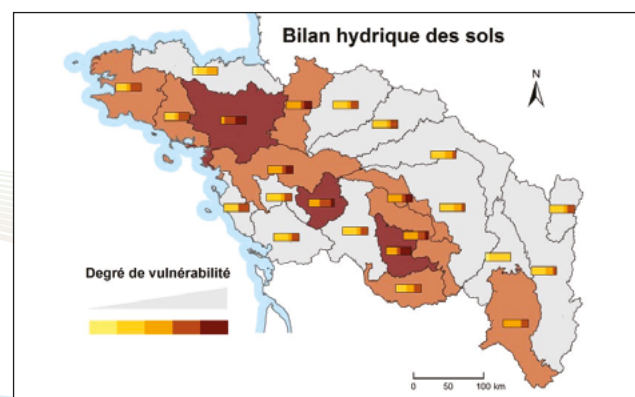 Bilan hydrique des sols
N
Degré de vulnérabilité
0 50 100 km